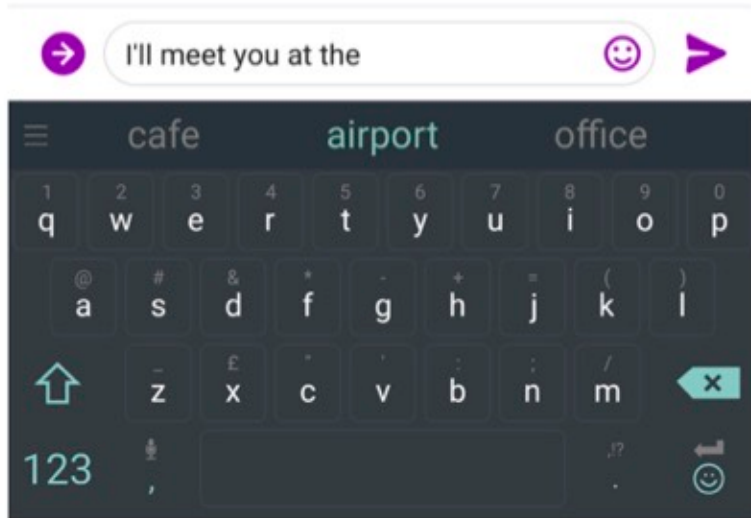 I'll meet you at the
cafe airport office
1 2 3 4 5 6 7 8 9 0
q w e r t y u i o p
@ # & * - + = ( )
a s d f g h j k l
_ £ " ' : ; /
z x c v b n m
,!?
123 , .